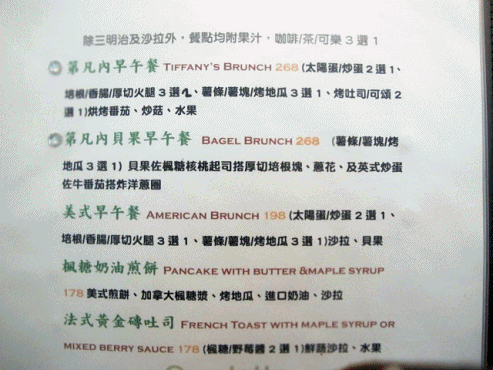 除三明治及沙拉外，餐點均附果汁，咖啡/茶/可樂 3 選 1
第凡內早午餐 TIFFANY'S BRUNCH 268 (太陽蛋/炒蛋 2 選 1、
培根/香腸/厚切火腿 3 選 2、薯條/薯塊/烤地瓜 3 選 1、烤吐司/可頌 2
選 1)烘烤番茄、炒菇、水果
第凡內貝果早午餐 BAGEL BRUNCH 268 (薯條/薯塊/烤
地瓜 3 選 1) 貝果佐楓糖核桃起司搭厚切培根塊、蔥花、及英式炒蛋
佐牛番茄搭炸洋蔥圈
美式早午餐 AMERICAN BRUNCH 198 (太陽蛋/炒蛋 2 選 1、
培根/香腸/厚切火腿 3 選 1、薯條/薯塊/烤地瓜 3 選 1)沙拉、貝果
楓糖奶油煎餅 PANCAKE WITH BUTTER &MAPLE SYRUP
178 美式煎餅、加拿大楓糖漿、烤地瓜、進口奶油、沙拉
法式黃金磚吐司 FRENCH TOAST WITH MAPLE SYRUP OR
MIXED BERRY SAUCE 178 (楓糖/野莓醬 2 選 1)鮮蔬沙拉、水果